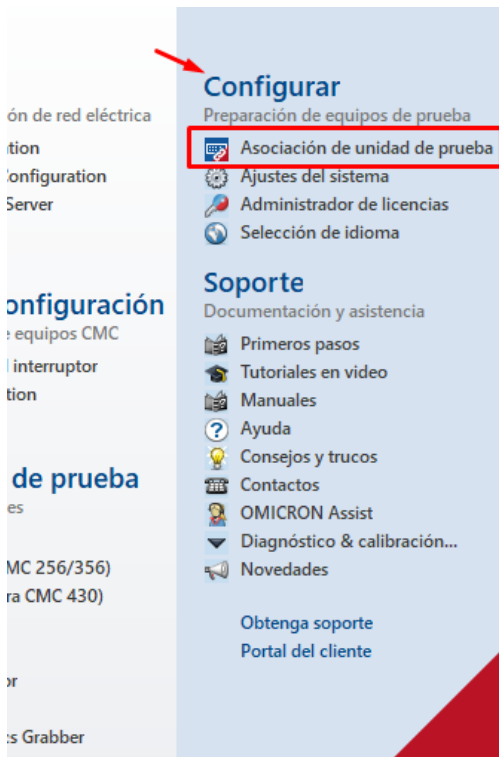 ón de red eléctrica
tion
Configuration
Server
onfiguración
e equipos CMC
l interruptor
tion
de prueba
es
MC 256/356)
ra CMC 430)
or
cs Grabber
Configurar
Preparación de equipos de prueba
Asociación de unidad de prueba
Ajustes del sistema
Administrador de licencias
Selección de idioma
Soporte
Documentación y asistencia
Primeros pasos
Tutoriales en video
Manuales
Ayuda
Consejos y trucos
Contactos
OMICRON Assist
Diagnóstico & calibración...
Novedades
Obtenga soporte
Portal del cliente